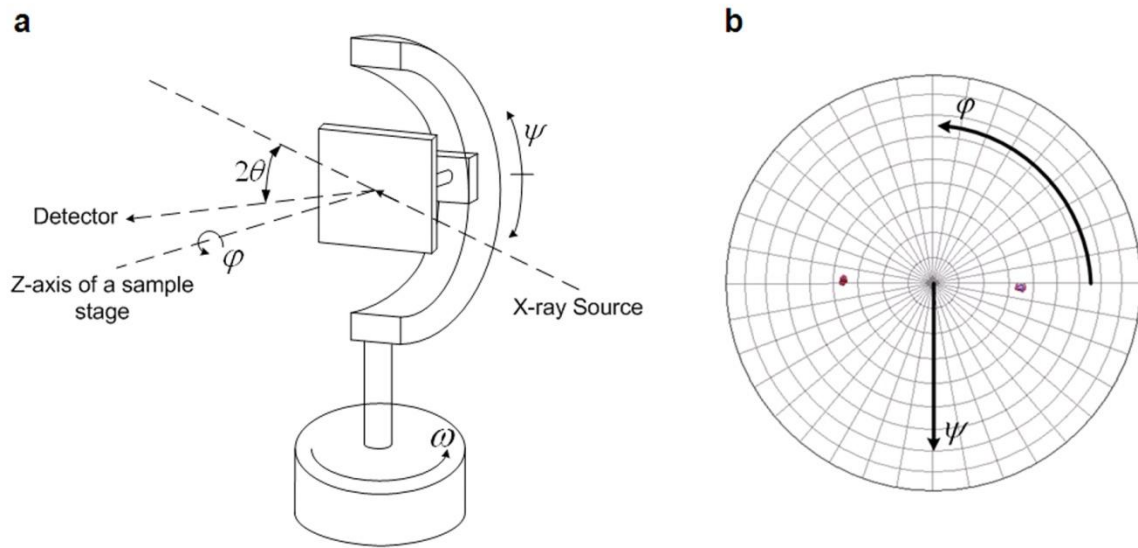 a
ψ
2θ
Detector
φ
Z-axis of a sample
stage
X-ray Source
ω
b
φ
ψ